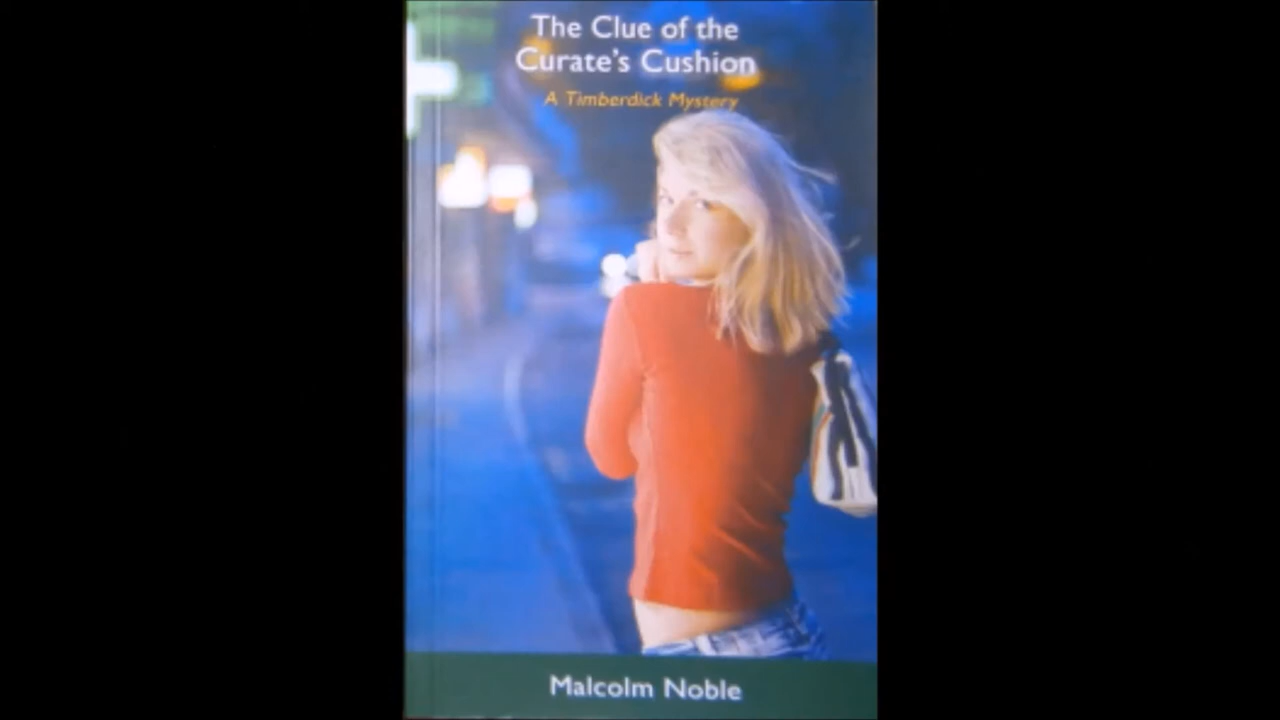 The Clue of the
Curate's Cushion
A Timberdick Mystery
Malcolm Noble